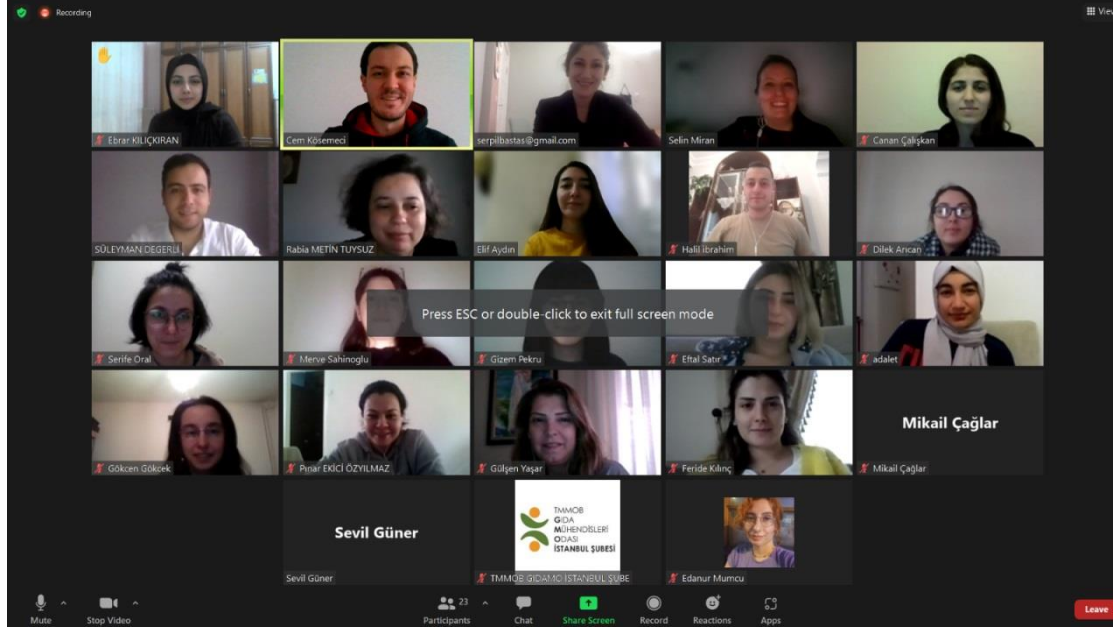 Recording
View
Ebrar KILIÇKIRAN
Cem Kösemeci
serpilbastas@gmail.com
Selin Miran
Canan Çalışkan
SÜLEYMAN DEGERLİ
Rabia METİN TUYSUZ
Elif Aydın
Halil ibrahim
Dilek Arıcan
Press ESC or double-click to exit full screen mode
Serife Oral
Merve Sahinoglu
Gizem Pekru
Eftal Satır
adalet
Mikail Çağlar
Gökcen Gökcek
Pınar EKİCİ ÖZYILMAZ
Gülşen Yaşar
Feride Kılınç
Mikail Çağlar
Sevil Güner
TMMOB
GIDA
MÜHENDİSLERİ
ODASI
İSTANBUL ŞUBESİ
Sevil Güner
TMMOB GIDAMO İSTANBUL ŞUBE
Edanur Mumcu
Mute
Stop Video
Participants
23
Chat
Share Screen
Record
Reactions
Apps
Leave